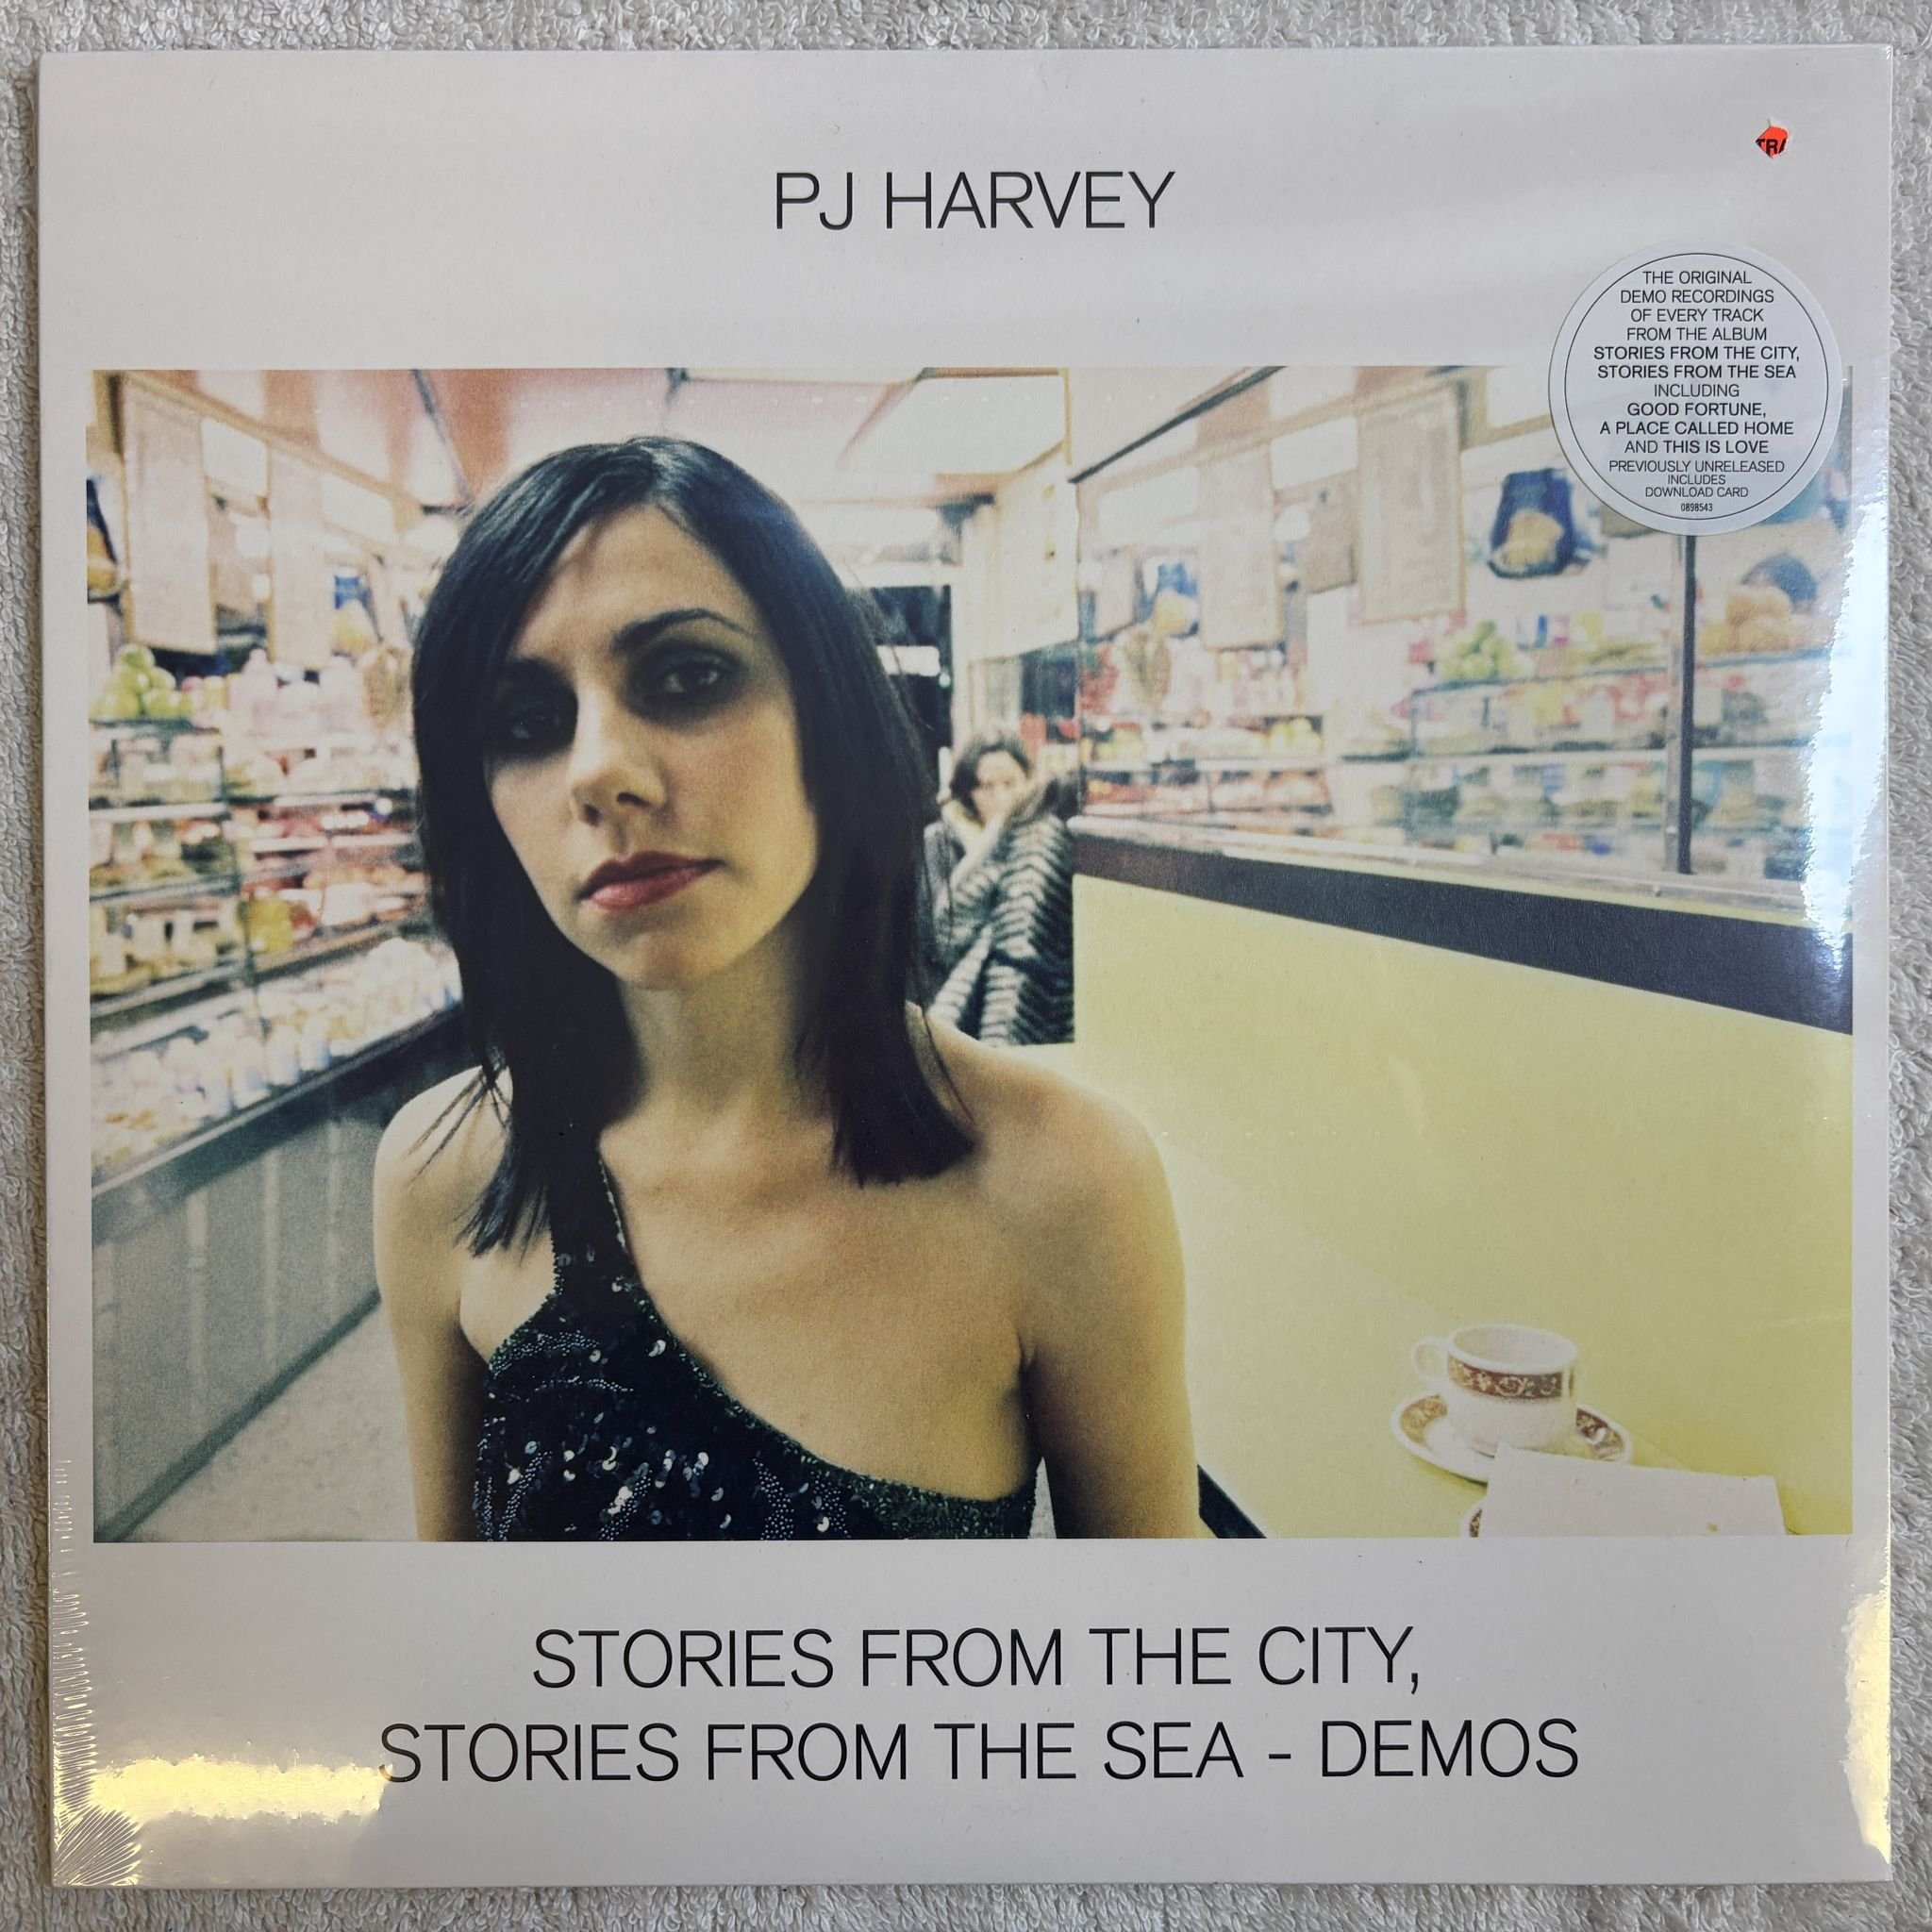 TRA
PJ HARVEY
THE ORIGINAL
DEMO RECORDINGS
OF EVERY TRACK
FROM THE ALBUM
STORIES FROM THE CITY,
STORIES FROM THE SEA
INCLUDING
GOOD FORTUNE,
A PLACE CALLED HOME
AND THIS IS LOVE
PREVIOUSLY UNRELEASED
INCLUDES
DOWNLOAD CARD
0898543
STORIES FROM THE CITY,
STORIES FROM THE SEA - DEMOS